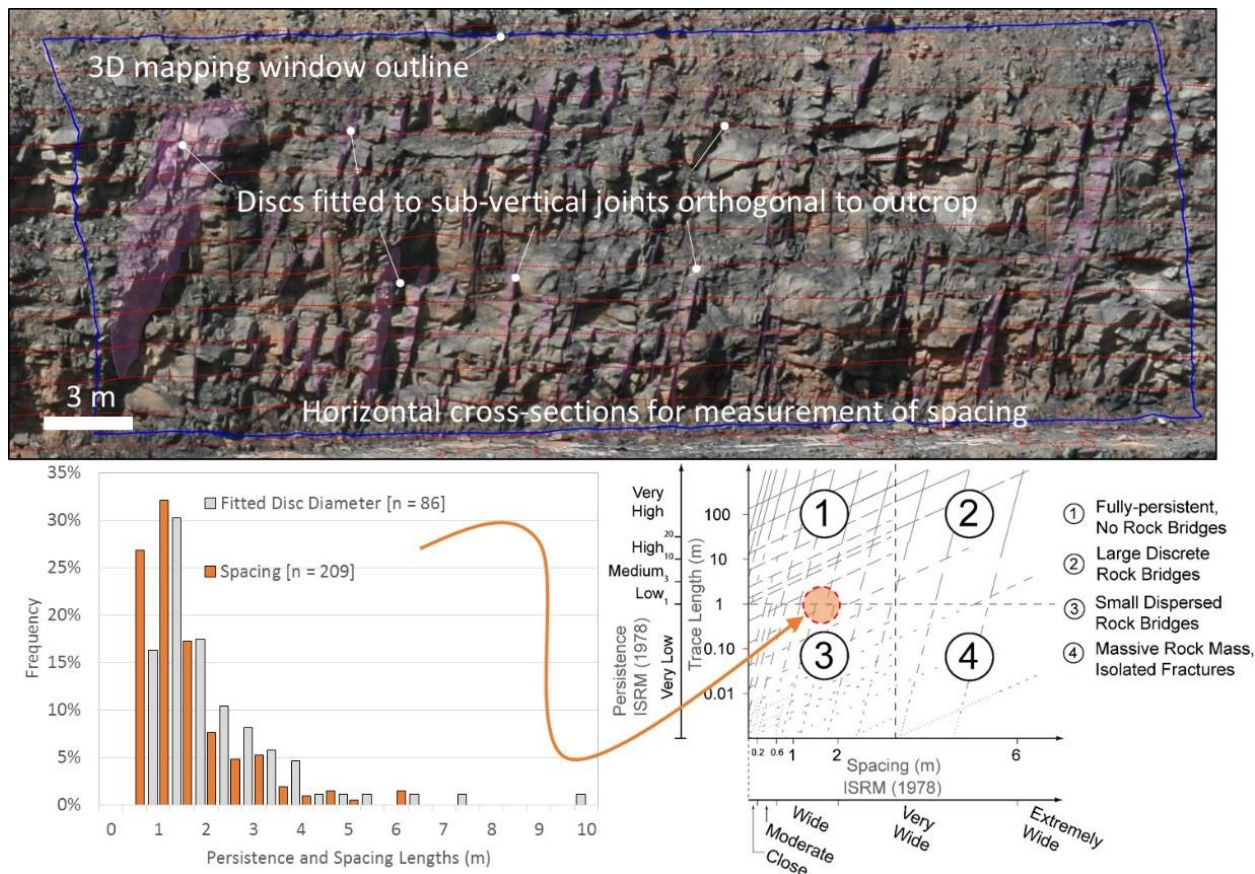 3D mapping window outline
Discs fitted to sub-vertical joints orthogonal to outcrop
3 m
Horizontal cross-sections for measurement of spacing
35%
30%
25%
20%
15%
10%
5%
0%
Frequency
Fitted Disc Diameter [n = 86]
Spacing [n = 209]
0 1 2 3 4 5 6 7 8 9 10
Persistence and Spacing Lengths (m)
Persistence
ISRM (1978)
Very
High
High
Medium
Low
Very Low
20
10
3
1
Trace Length (m)
100
10
1
0.10
0.01
1
2
3
4
0.2 0.6 1 2 6
Spacing (m)
ISRM (1978)
Close
Moderate
Wide
Very
Wide
Extremely
Wide
1 Fully-persistent,
No Rock Bridges
2 Large Discrete
Rock Bridges
3 Small Dispersed
Rock Bridges
4 Massive Rock Mass,
Isolated Fractures